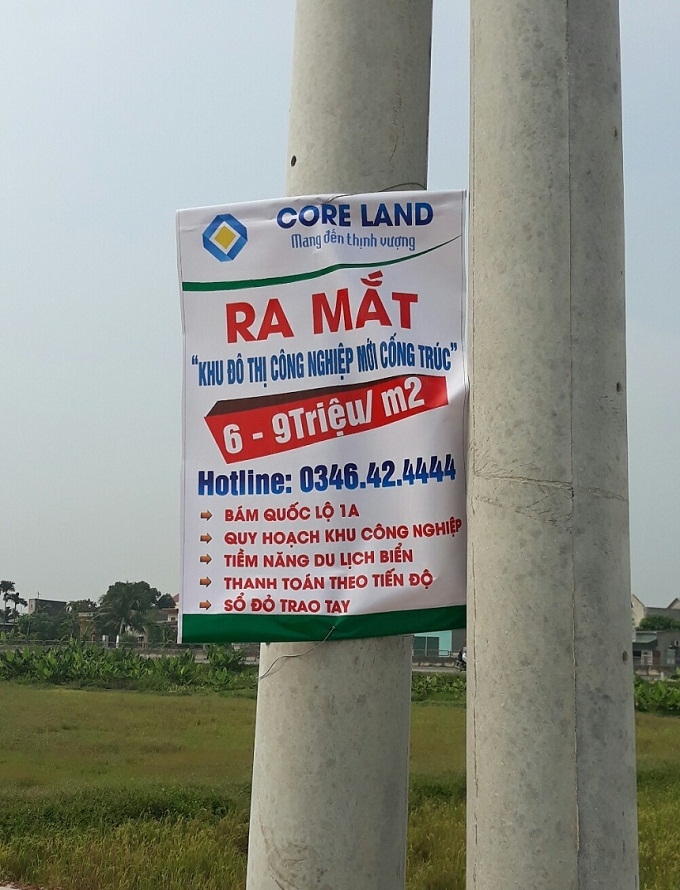 CORE LAND
Mang đến thịnh vượng
RA MẮT
"KHU ĐÔ THỊ CÔNG NGHIỆP MỚI CỐNG TRÚC"
6 - 9Triệu/ m2
Hotline: 0346.42.4444
BÁM QUỐC LỘ 1A
QUY HOẠCH KHU CÔNG NGHIỆP
TIỀM NĂNG DU LỊCH BIỂN
THANH TOÁN THEO TIẾN ĐỘ
SỔ ĐỎ TRAO TAY